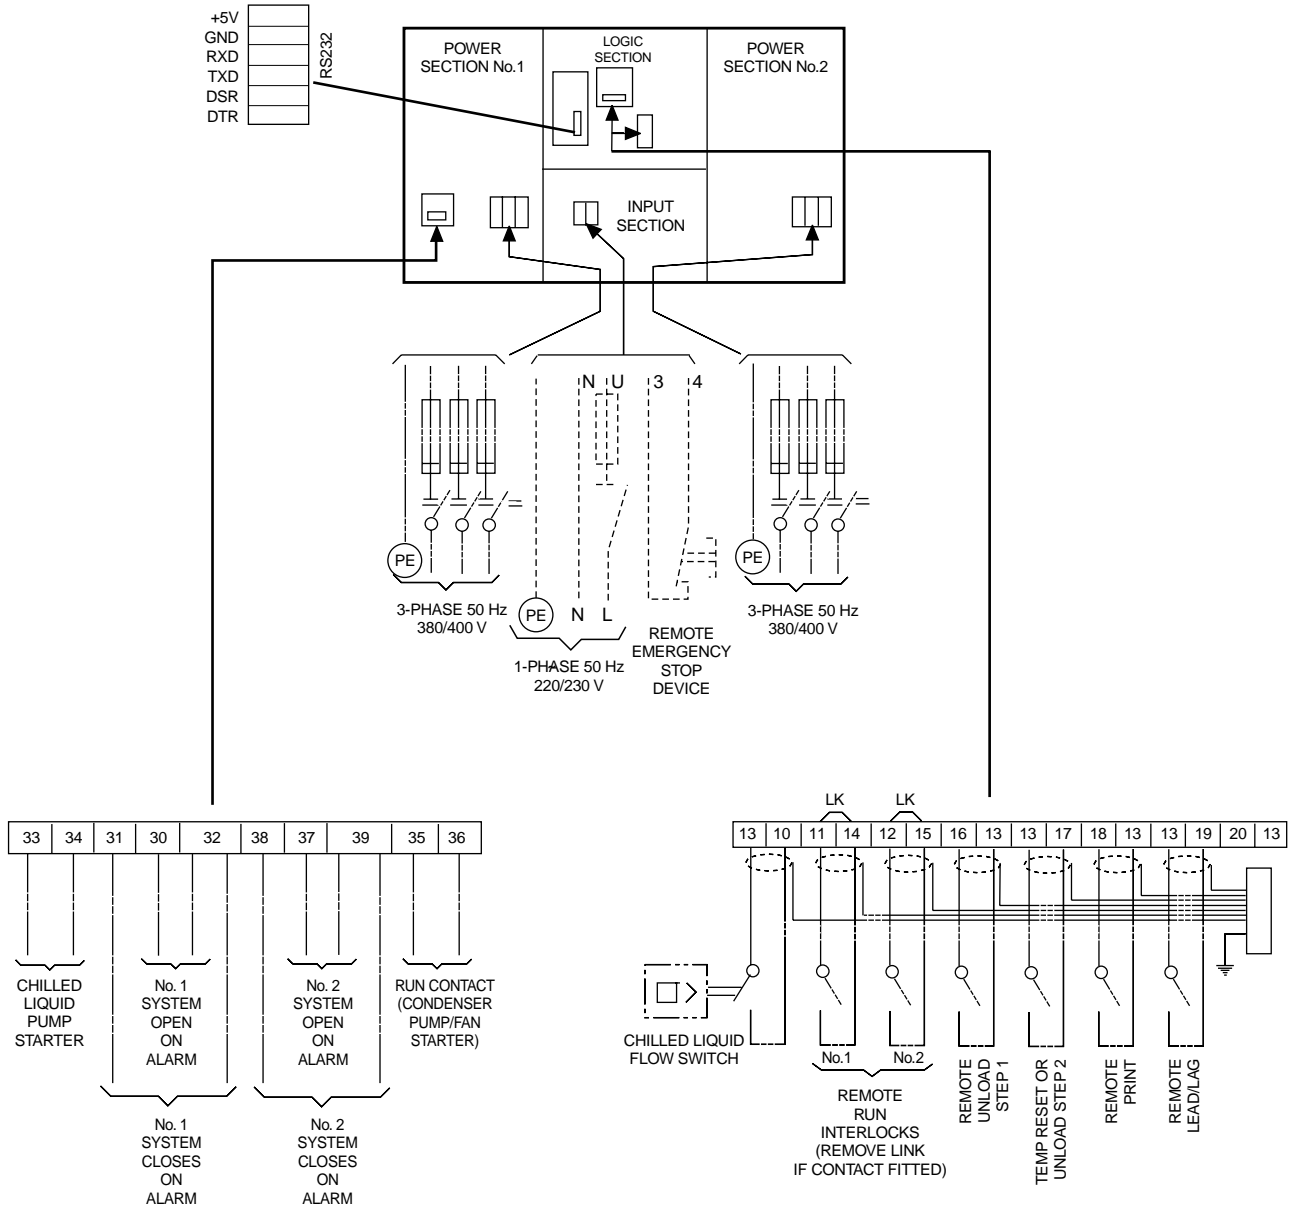 +5V
GND
RXD
TXD
DSR
DTR
RS232
POWER
SECTION No.1
LOGIC
SECTION
POWER
SECTION No.2
INPUT
SECTION
N U 3 4
PE
3-PHASE 50 Hz
380/400 V
PE N L
1-PHASE 50 Hz
220/230 V
REMOTE
EMERGENCY
STOP
DEVICE
PE
3-PHASE 50 Hz
380/400 V
33 34 31 30 32 38 37 39 35 36
CHILLED
LIQUID
PUMP
STARTER
No. 1
SYSTEM
OPEN
ON
ALARM
No. 2
SYSTEM
OPEN
ON
ALARM
RUN CONTACT
(CONDENSER
PUMP/FAN
STARTER)
No. 1
SYSTEM
CLOSES
ON
ALARM
No. 2
SYSTEM
CLOSES
ON
ALARM
LK LK
13 10 11 14 12 15 16 13 13 17 18 13 13 19 20 13
CHILLED LIQUID
FLOW SWITCH
No.1 No.2
REMOTE
RUN
INTERLOCKS
(REMOVE LINK
IF CONTACT FITTED)
REMOTE
UNLOAD
STEP 1
TEMP RESET OR
UNLOAD STEP 2
REMOTE
PRINT
REMOTE
LEAD/LAG